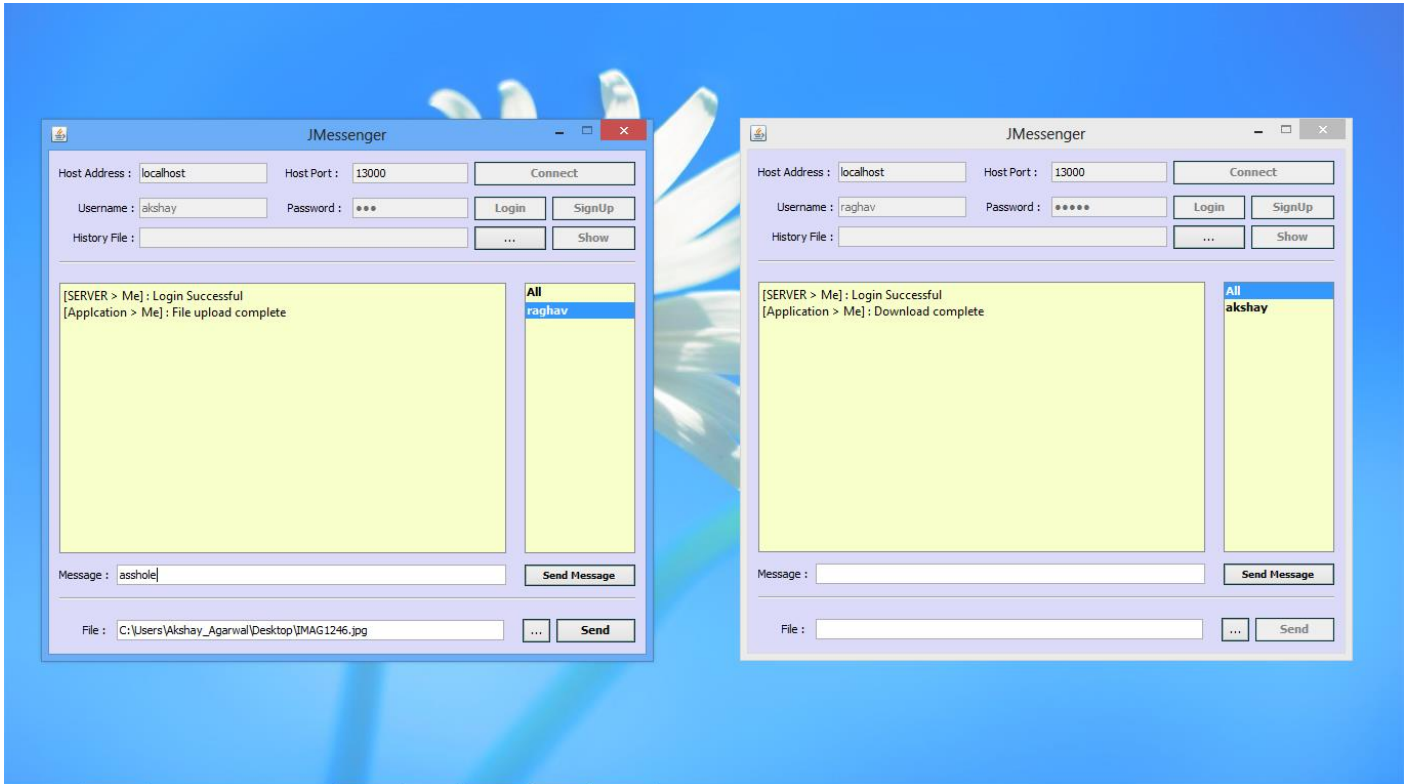 JMessenger
Host Address : localhost Host Port : 13000 Connect
Username : akshay Password : ••• Login SignUp
History File : ... Show
[SERVER > Me] : Login Successful
[Applcation > Me] : File upload complete
All
raghav
Message : asshole Send Message
File : C:\Users\Akshay_Agarwal\Desktop\IMAG1246.jpg ... Send
JMessenger
Host Address : localhost Host Port : 13000 Connect
Username : raghav Password : ••••• Login SignUp
History File : ... Show
[SERVER > Me] : Login Successful
[Application > Me] : Download complete
All
akshay
Message : Send Message
File : ... Send